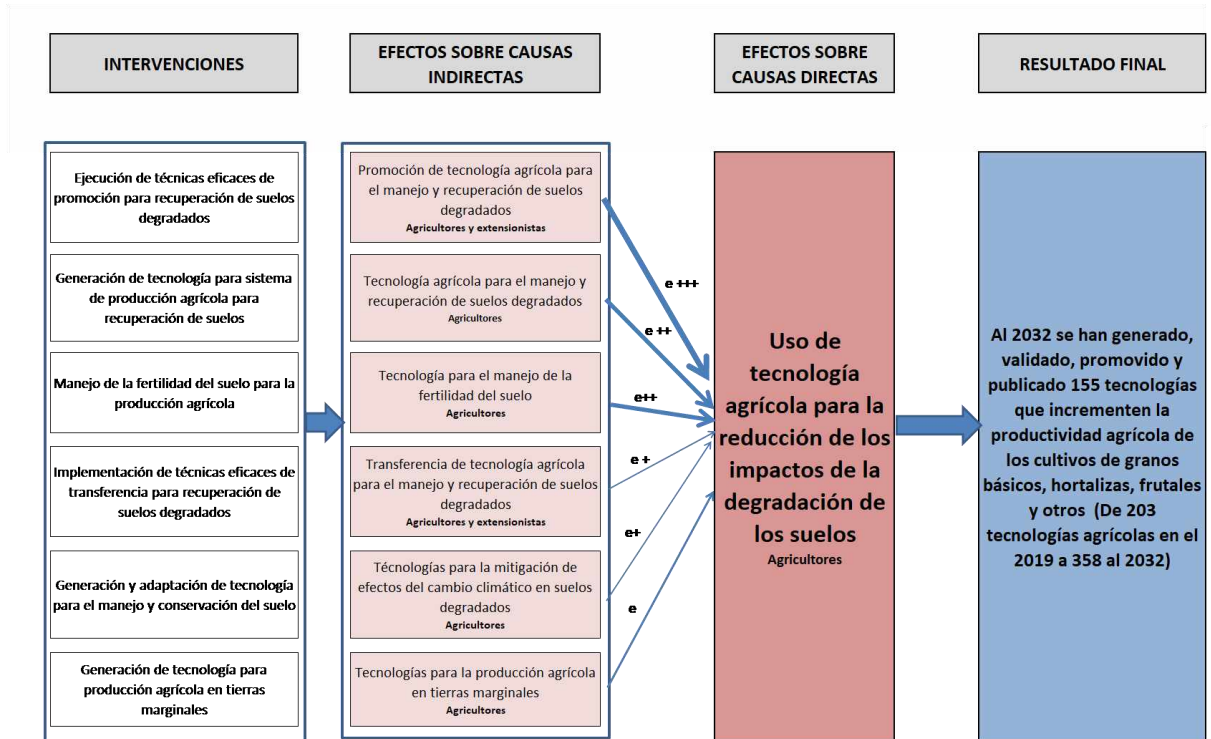 INTERVENCIONES
EFECTOS SOBRE CAUSAS
INDIRECTAS
EFECTOS SOBRE
CAUSAS DIRECTAS
RESULTADO FINAL
Ejecución de técnicas eficaces de
promoción para recuperación de suelos
degradados
Generación de tecnología para sistema
de producción agrícola para
recuperación de suelos
Manejo de la fertilidad del suelo para la
producción agrícola
Implementación de técnicas eficaces de
transferencia para recuperación de
suelos degradados
Generación y adaptación de tecnología
para el manejo y conservación del suelo
Generación de tecnología para
producción agrícola en tierras
marginales
Promoción de tecnología agrícola para
el manejo y recuperación de suelos
degradados
Agricultores y extensionistas
Tecnología agrícola para el manejo y
recuperación de suelos degradados
Agricultores
Tecnología para el manejo de la
fertilidad del suelo
Agricultores
Transferencia de tecnología agrícola
para el manejo y recuperación de suelos
degradados
Agricultores y extensionistas
Técnologías para la mitigación de
efectos del cambio climático en suelos
degradados
Agricultores
Tecnologías para la producción agrícola
en tierras marginales
Agricultores
e +++
e ++
e++
e +
e+
e
Uso de
tecnología
agrícola para la
reducción de los
impactos de la
degradación de
los suelos
Agricultores
Al 2032 se han generado,
validado, promovido y
publicado 155 tecnologías
que incrementen la
productividad agrícola de
los cultivos de granos
básicos, hortalizas, frutales
y otros (De 203
tecnologías agrícolas en el
2019 a 358 al 2032)